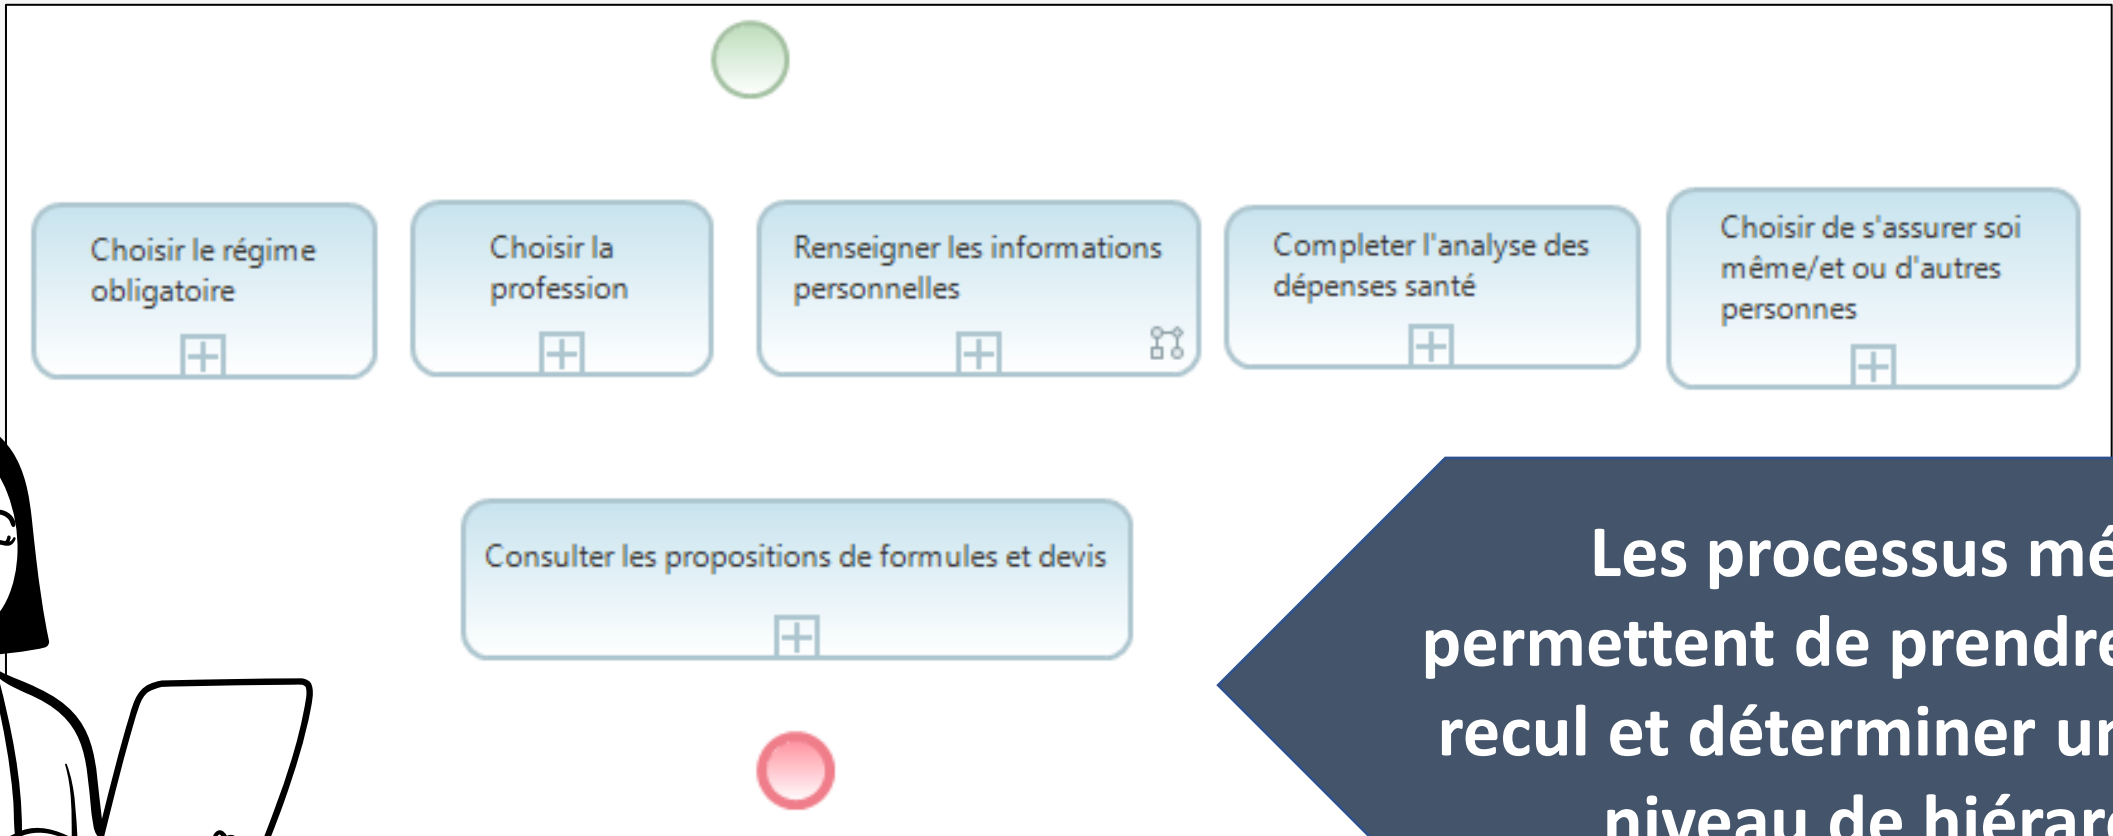 Choisir le régime
obligatoire
Choisir la
profession
Renseigner les informations
personnelles
Completer l'analyse des
dépenses santé
Choisir de s'assurer soi
même/et ou d'autres
personnes
Consulter les propositions de formules et devis
Les processus
permettent de prendre
recul et déterminer
niveau de